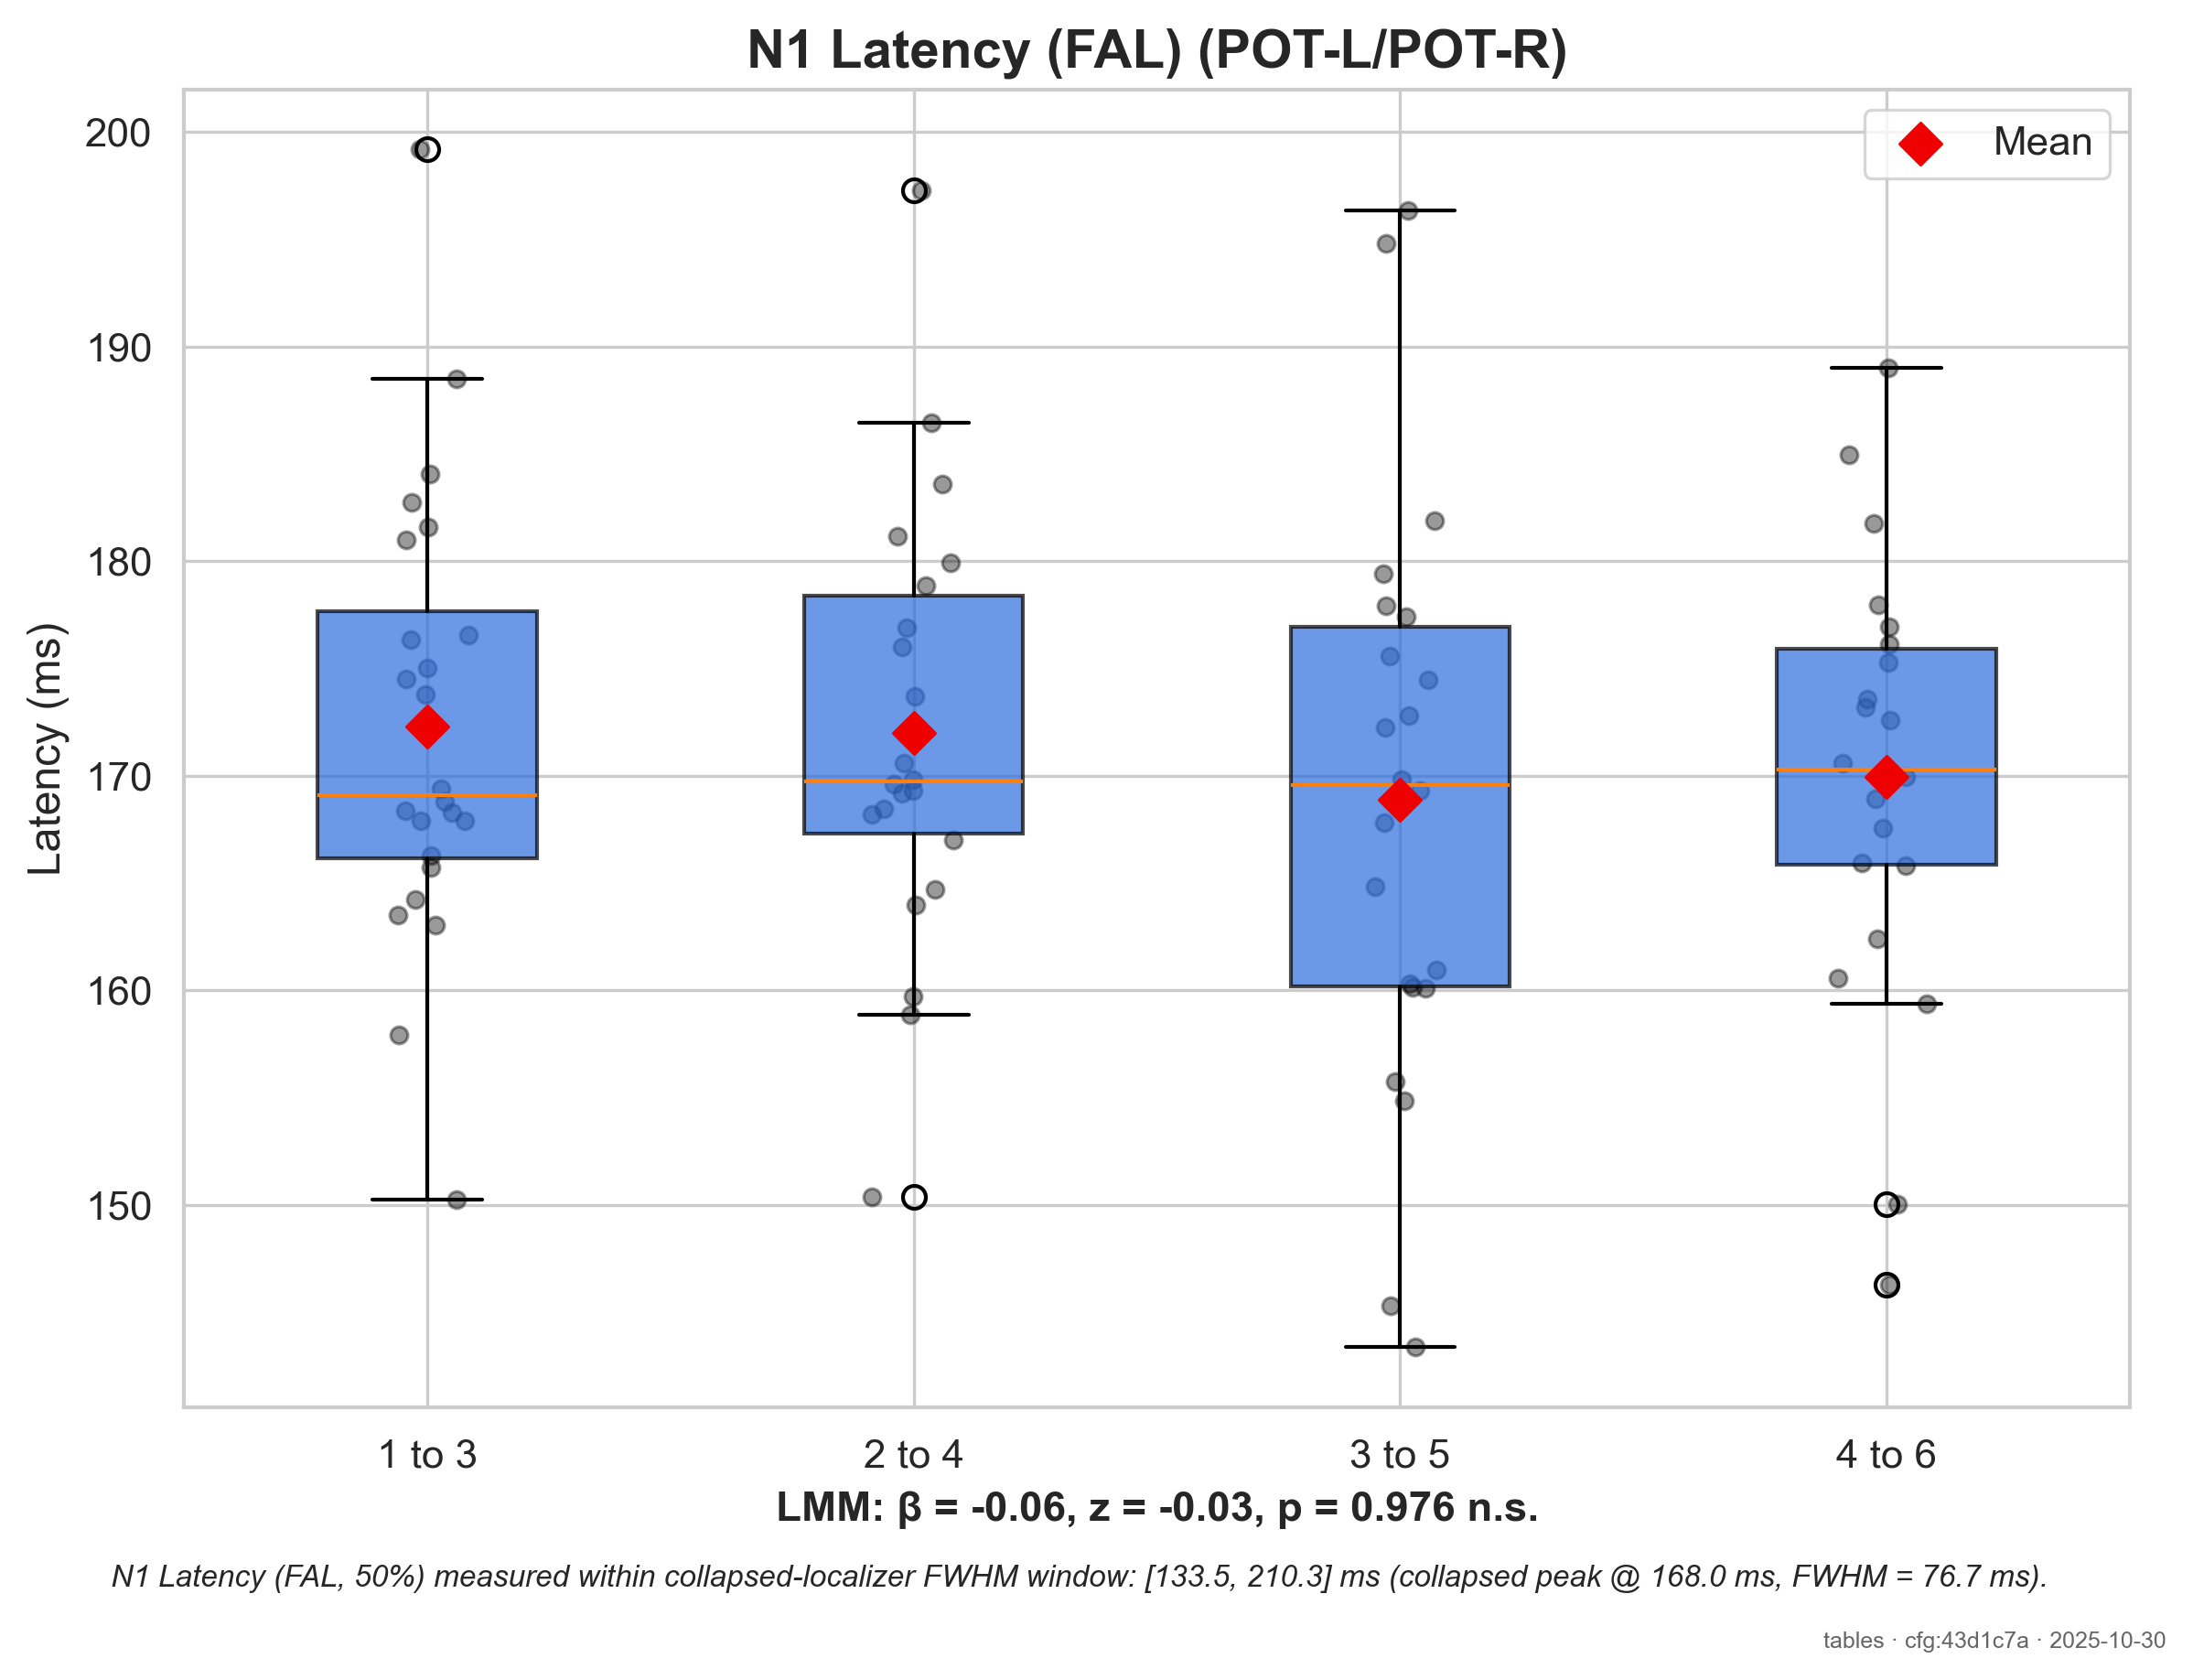 N1 Latency (FAL) (POT-L/POT-R)
Mean
Latency (ms)
200
190
180
170
160
150
1 to 3
2 to 4
3 to 5
4 to 6
LMM: β = -0.06, z = -0.03, p = 0.976 n.s.
N1 Latency (FAL, 50%) measured within collapsed-localizer FWHM window: [133.5, 210.3] ms (collapsed peak @ 168.0 ms, FWHM = 76.7 ms).
tables · cfg:43d1c7a · 2025-10-30